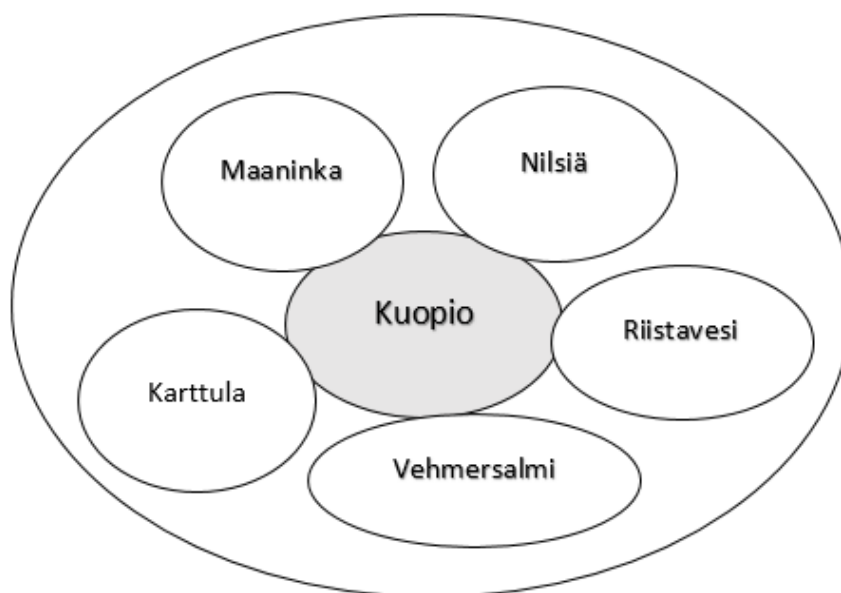 Maaninka
Nilsiä
Kuopio
Riistavesi
Karttula
Vehmersalmi